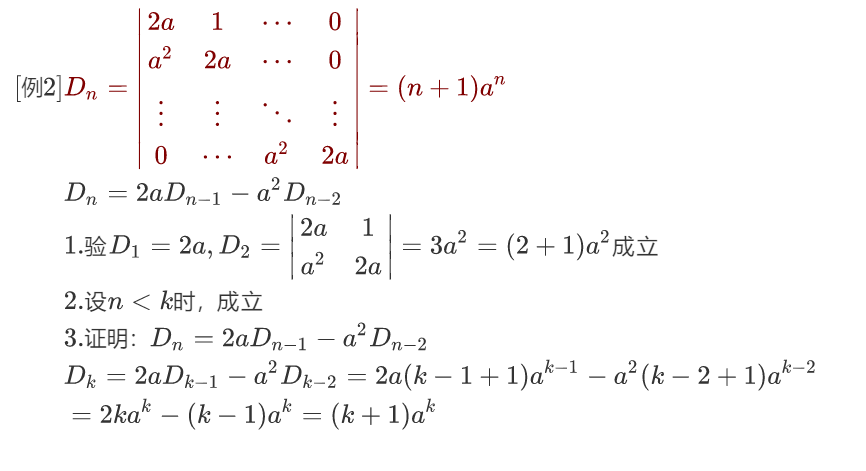 [例2] $D_n = \begin{vmatrix} 2a & 1 & \cdots & 0 \\ a^2 & 2a & \cdots & 0 \\ \vdots & \vdots & \ddots & \vdots \\ 0 & \cdots & a^2 & 2a \end{vmatrix} = (n+1)a^n$
$D_n = 2aD_{n-1} - a^2D_{n-2}$
1.验$D_1 = 2a, D_2 = \begin{vmatrix} 2a & 1 \\ a^2 & 2a \end{vmatrix} = 3a^2 = (2+1)a^2$成立
2.设$n < k$时，成立
3.证明：$D_n = 2aD_{n-1} - a^2D_{n-2}$
$D_k = 2aD_{k-1} - a^2D_{k-2} = 2a(k-1+1)a^{k-1} - a^2(k-2+1)a^{k-2}$
$= 2ka^k - (k-1)a^k = (k+1)a^k$